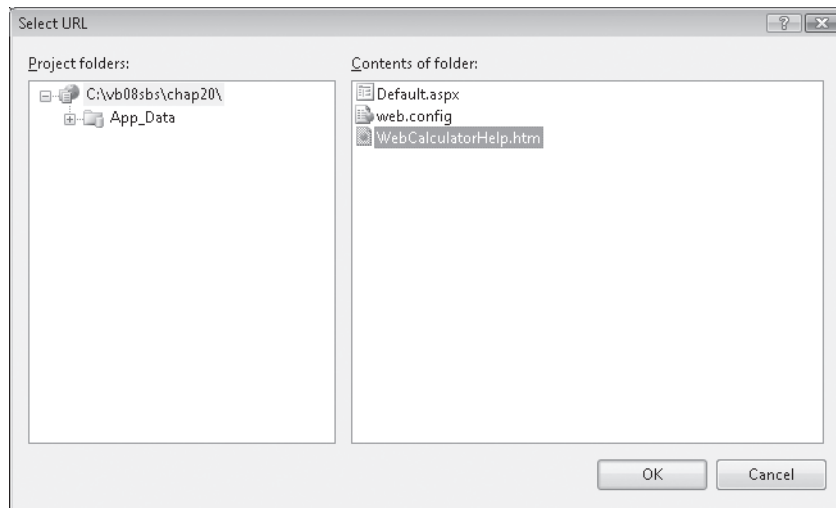 Select URL
Project folders:
C:\vb08sbs\chap20\
App_Data
Contents of folder:
Default.aspx
web.config
WebCalculatorHelp.htm
OK
Cancel